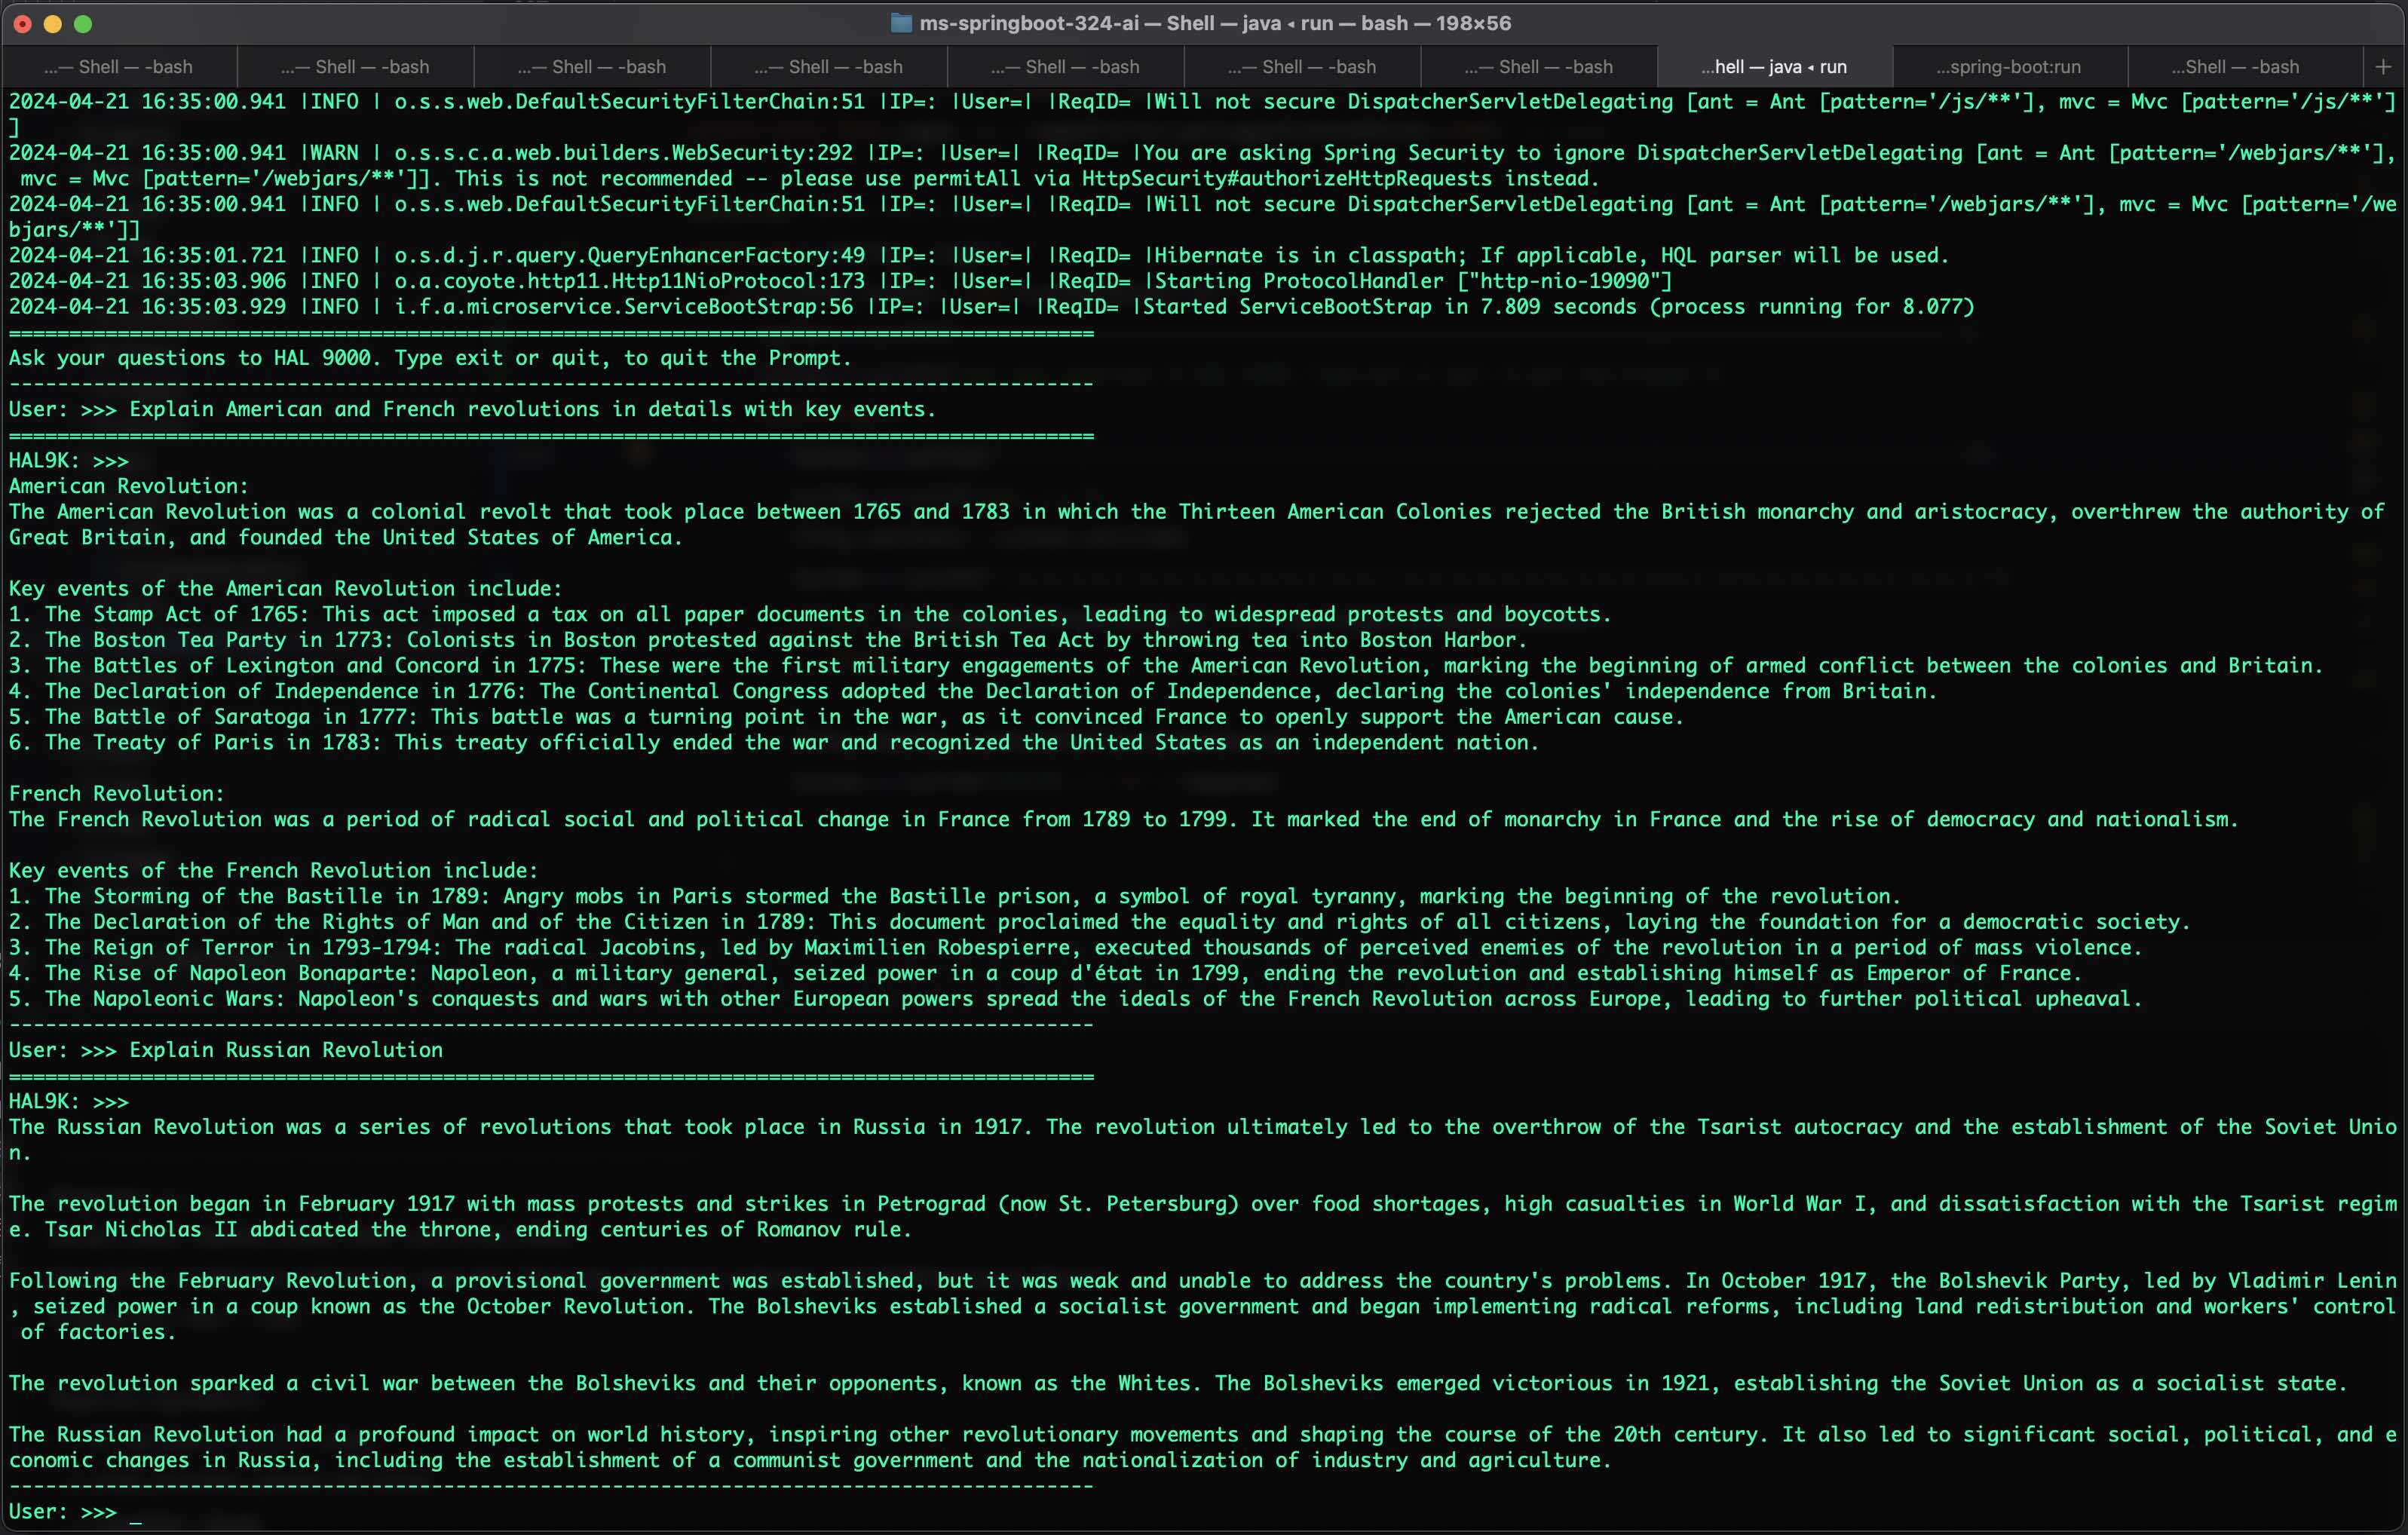 ms-springboot-324-ai — Shell — java ◂ run — bash — 198×56
...— Shell — -bash ...— Shell — -bash ...— Shell — -bash ...— Shell — -bash ...— Shell — -bash ...— Shell — -bash ...— Shell — -bash ...hell — java ◂ run ...spring-boot:run ...Shell — -bash +
2024-04-21 16:35:00.941 |INFO | o.s.s.web.DefaultSecurityFilterChain:51 |IP=: |User=| |ReqID= |Will not secure DispatcherServletDelegating [ant = Ant [pattern='/js/**'], mvc = Mvc [pattern='/js/**']
]
2024-04-21 16:35:00.941 |WARN | o.s.s.c.a.web.builders.WebSecurity:292 |IP=: |User=| |ReqID= |You are asking Spring Security to ignore DispatcherServletDelegating [ant = Ant [pattern='/webjars/**'],
 mvc = Mvc [pattern='/webjars/**']]. This is not recommended -- please use permitAll via HttpSecurity#authorizeHttpRequests instead.
2024-04-21 16:35:00.941 |INFO | o.s.s.web.DefaultSecurityFilterChain:51 |IP=: |User=| |ReqID= |Will not secure DispatcherServletDelegating [ant = Ant [pattern='/webjars/**'], mvc = Mvc [pattern='/we
bjars/**']]
2024-04-21 16:35:01.721 |INFO | o.s.d.j.r.query.QueryEnhancerFactory:49 |IP=: |User=| |ReqID= |Hibernate is in classpath; If applicable, HQL parser will be used.
2024-04-21 16:35:03.906 |INFO | o.a.coyote.http11.Http11NioProtocol:173 |IP=: |User=| |ReqID= |Starting ProtocolHandler ["http-nio-19090"]
2024-04-21 16:35:03.929 |INFO | i.f.a.microservice.ServiceBootStrap:56 |IP=: |User=| |ReqID= |Started ServiceBootStrap in 7.809 seconds (process running for 8.077)
==========================================================================================
Ask your questions to HAL 9000. Type exit or quit, to quit the Prompt.
------------------------------------------------------------------------------------------
User: >>> Explain American and French revolutions in details with key events.
==========================================================================================
HAL9K: >>>
American Revolution:
The American Revolution was a colonial revolt that took place between 1765 and 1783 in which the Thirteen American Colonies rejected the British monarchy and aristocracy, overthrew the authority of
Great Britain, and founded the United States of America.
Key events of the American Revolution include:
1. The Stamp Act of 1765: This act imposed a tax on all paper documents in the colonies, leading to widespread protests and boycotts.
2. The Boston Tea Party in 1773: Colonists in Boston protested against the British Tea Act by throwing tea into Boston Harbor.
3. The Battles of Lexington and Concord in 1775: These were the first military engagements of the American Revolution, marking the beginning of armed conflict between the colonies and Britain.
4. The Declaration of Independence in 1776: The Continental Congress adopted the Declaration of Independence, declaring the colonies' independence from Britain.
5. The Battle of Saratoga in 1777: This battle was a turning point in the war, as it convinced France to openly support the American cause.
6. The Treaty of Paris in 1783: This treaty officially ended the war and recognized the United States as an independent nation.
French Revolution:
The French Revolution was a period of radical social and political change in France from 1789 to 1799. It marked the end of monarchy in France and the rise of democracy and nationalism.
Key events of the French Revolution include:
1. The Storming of the Bastille in 1789: Angry mobs in Paris stormed the Bastille prison, a symbol of royal tyranny, marking the beginning of the revolution.
2. The Declaration of the Rights of Man and of the Citizen in 1789: This document proclaimed the equality and rights of all citizens, laying the foundation for a democratic society.
3. The Reign of Terror in 1793-1794: The radical Jacobins, led by Maximilien Robespierre, executed thousands of perceived enemies of the revolution in a period of mass violence.
4. The Rise of Napoleon Bonaparte: Napoleon, a military general, seized power in a coup d'état in 1799, ending the revolution and establishing himself as Emperor of France.
5. The Napoleonic Wars: Napoleon's conquests and wars with other European powers spread the ideals of the French Revolution across Europe, leading to further political upheaval.
------------------------------------------------------------------------------------------
User: >>> Explain Russian Revolution
==========================================================================================
HAL9K: >>>
The Russian Revolution was a series of revolutions that took place in Russia in 1917. The revolution ultimately led to the overthrow of the Tsarist autocracy and the establishment of the Soviet Unio
n.
The revolution began in February 1917 with mass protests and strikes in Petrograd (now St. Petersburg) over food shortages, high casualties in World War I, and dissatisfaction with the Tsarist regim
e. Tsar Nicholas II abdicated the throne, ending centuries of Romanov rule.
Following the February Revolution, a provisional government was established, but it was weak and unable to address the country's problems. In October 1917, the Bolshevik Party, led by Vladimir Lenin
, seized power in a coup known as the October Revolution. The Bolsheviks established a socialist government and began implementing radical reforms, including land redistribution and workers' control
 of factories.
The revolution sparked a civil war between the Bolsheviks and their opponents, known as the Whites. The Bolsheviks emerged victorious in 1921, establishing the Soviet Union as a socialist state.
The Russian Revolution had a profound impact on world history, inspiring other revolutionary movements and shaping the course of the 20th century. It also led to significant social, political, and e
conomic changes in Russia, including the establishment of a communist government and the nationalization of industry and agriculture.
------------------------------------------------------------------------------------------
User: >>> _